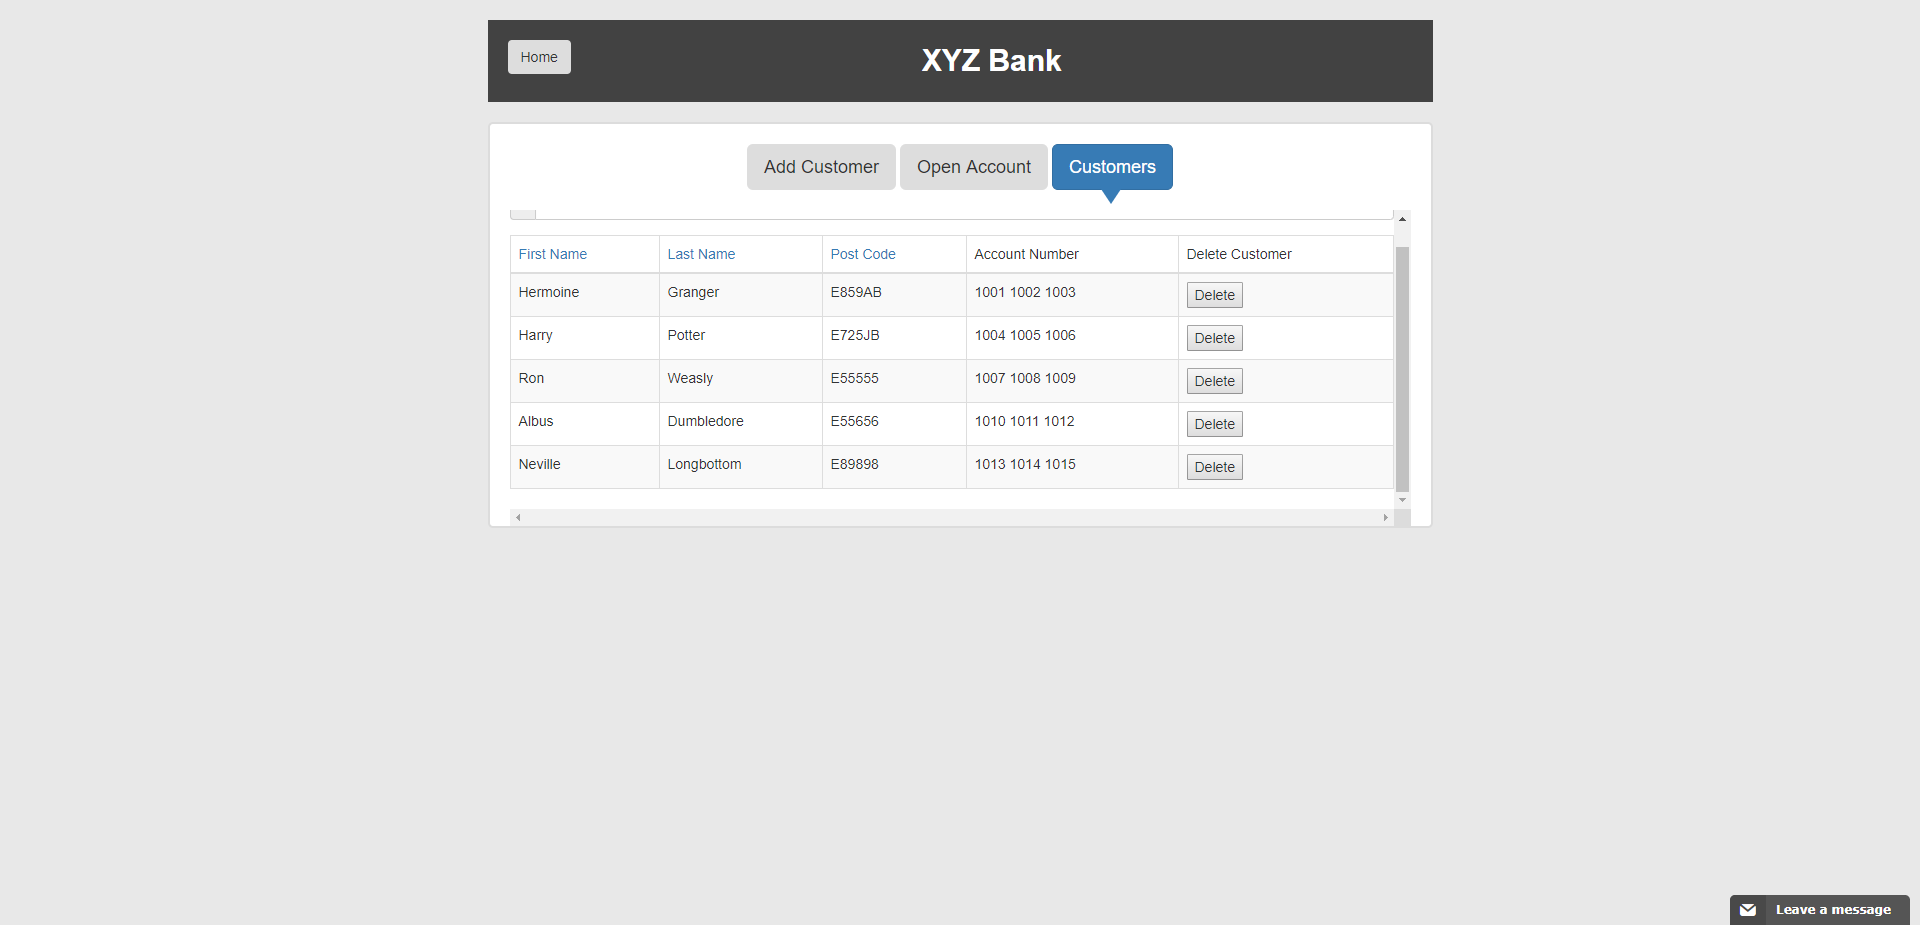 Home
XYZ Bank
Add Customer Open Account Customers
First Name Last Name Post Code Account Number Delete Customer
Hermoine Granger E859AB 1001 1002 1003 Delete
Harry Potter E725JB 1004 1005 1006 Delete
Ron Weasly E55555 1007 1008 1009 Delete
Albus Dumbledore E55656 1010 1011 1012 Delete
Neville Longbottom E89898 1013 1014 1015 Delete
Leave a message